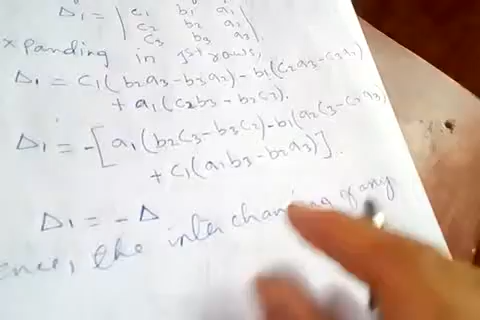 Δ₁ = | c₁ b₁ a₁
c₂ b₂ a₂
c₃ b₃ a₃ |
xpanding in 1st rows,
Δ₁ = c₁(b₂a₃-b₃a₂) - b₁(c₂a₃-c₃a₂)
+ a₁(c₂b₃-b₂c₃).
Δ₁ = -[a₁(b₂c₃-b₃c₂)-b₁(a₂c₃-c₂a₃)
+ c₁(a₂b₃-b₂a₃)].
Δ₁ = -Δ
ence, the inter changing of any